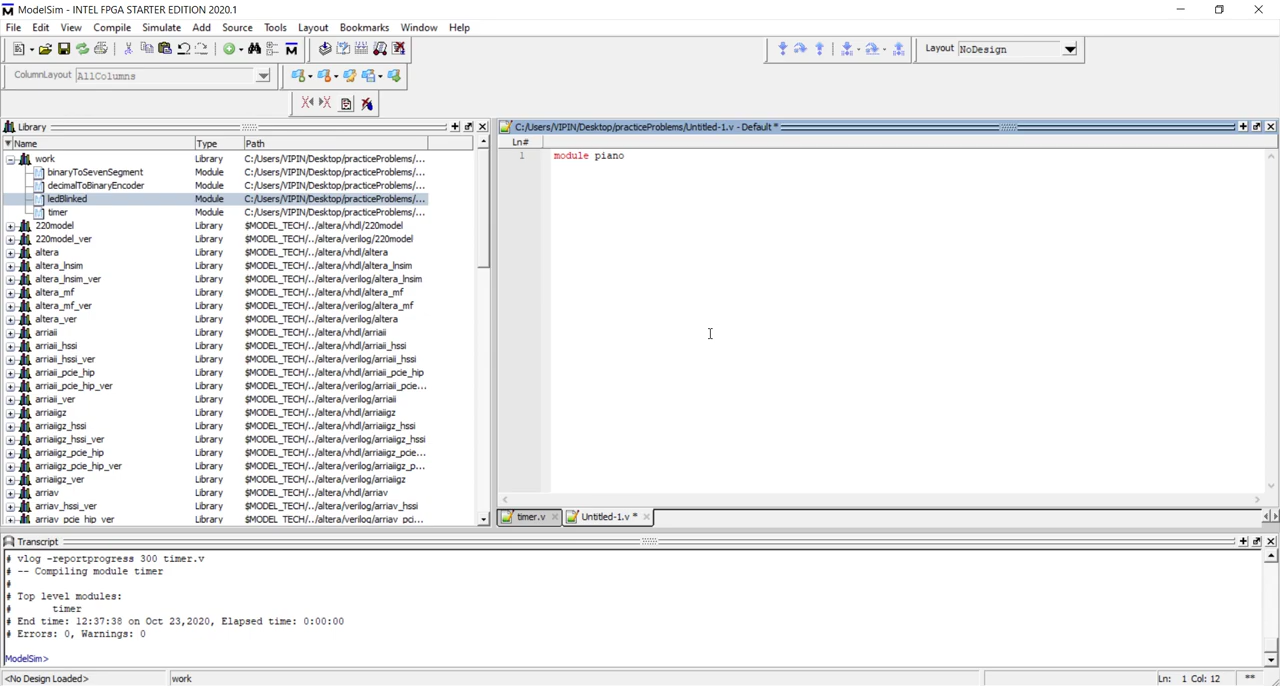 ModelSim - INTEL FPGA STARTER EDITION 2020.1
File Edit View Compile Simulate Add Source Tools Layout Bookmarks Window Help
Layout NoDesign
ColumnLayout AllColumns
Library
Name Type Path
work Library C:/Users/VIPIN/Desktop/practiceProblems/...
binaryToSevenSegment Module C:/Users/VIPIN/Desktop/practiceProblems/...
decimalToBinaryEncoder Module C:/Users/VIPIN/Desktop/practiceProblems/...
ledBlinked Module C:/Users/VIPIN/Desktop/practiceProblems/...
timer Module C:/Users/VIPIN/Desktop/practiceProblems/...
220model Library $MODEL_TECH/../altera/vhdl/220model
220model_ver Library $MODEL_TECH/../altera/verilog/220model
altera Library $MODEL_TECH/../altera/vhdl/altera
altera_lnsim Library $MODEL_TECH/../altera/vhdl/altera_lnsim
altera_lnsim_ver Library $MODEL_TECH/../altera/verilog/altera_lnsim
altera_mf Library $MODEL_TECH/../altera/vhdl/altera_mf
altera_mf_ver Library $MODEL_TECH/../altera/verilog/altera_mf
altera_ver Library $MODEL_TECH/../altera/verilog/altera
arriaii Library $MODEL_TECH/../altera/vhdl/arriaii
arriaii_hssi Library $MODEL_TECH/../altera/vhdl/arriaii_hssi
arriaii_hssi_ver Library $MODEL_TECH/../altera/verilog/arriaii_hssi
arriaii_pcie_hip Library $MODEL_TECH/../altera/vhdl/arriaii_pcie_hip
arriaii_pcie_hip_ver Library $MODEL_TECH/../altera/verilog/arriaii_pcie...
arriaii_ver Library $MODEL_TECH/../altera/verilog/arriaii
arriaiigz Library $MODEL_TECH/../altera/vhdl/arriaiigz
arriaiigz_hssi Library $MODEL_TECH/../altera/vhdl/arriaiigz_hssi
arriaiigz_hssi_ver Library $MODEL_TECH/../altera/verilog/arriaiigz_hssi
arriaiigz_pcie_hip Library $MODEL_TECH/../altera/vhdl/arriaiigz_pcie...
arriaiigz_pcie_hip_ver Library $MODEL_TECH/../altera/verilog/arriaiigz_p...
arriaiigz_ver Library $MODEL_TECH/../altera/verilog/arriaiigz
arriav Library $MODEL_TECH/../altera/vhdl/arriav
arriav_hssi_ver Library $MODEL_TECH/../altera/verilog/arriav_hssi
arriav_pcie_hip_ver Library $MODEL_TECH/../altera/verilog/arriav_pci...
C:/Users/VIPIN/Desktop/practiceProblems/Untitled-1.v - Default *
Ln#
1 module piano
timer.v Untitled-1.v *
Transcript
# vlog -reportprogress 300 timer.v
# -- Compiling module timer
#
# Top level modules:
# timer
# End time: 12:37:38 on Oct 23,2020, Elapsed time: 0:00:00
# Errors: 0, Warnings: 0
ModelSim>
<No Design Loaded> work Ln: 1 Col: 12 **